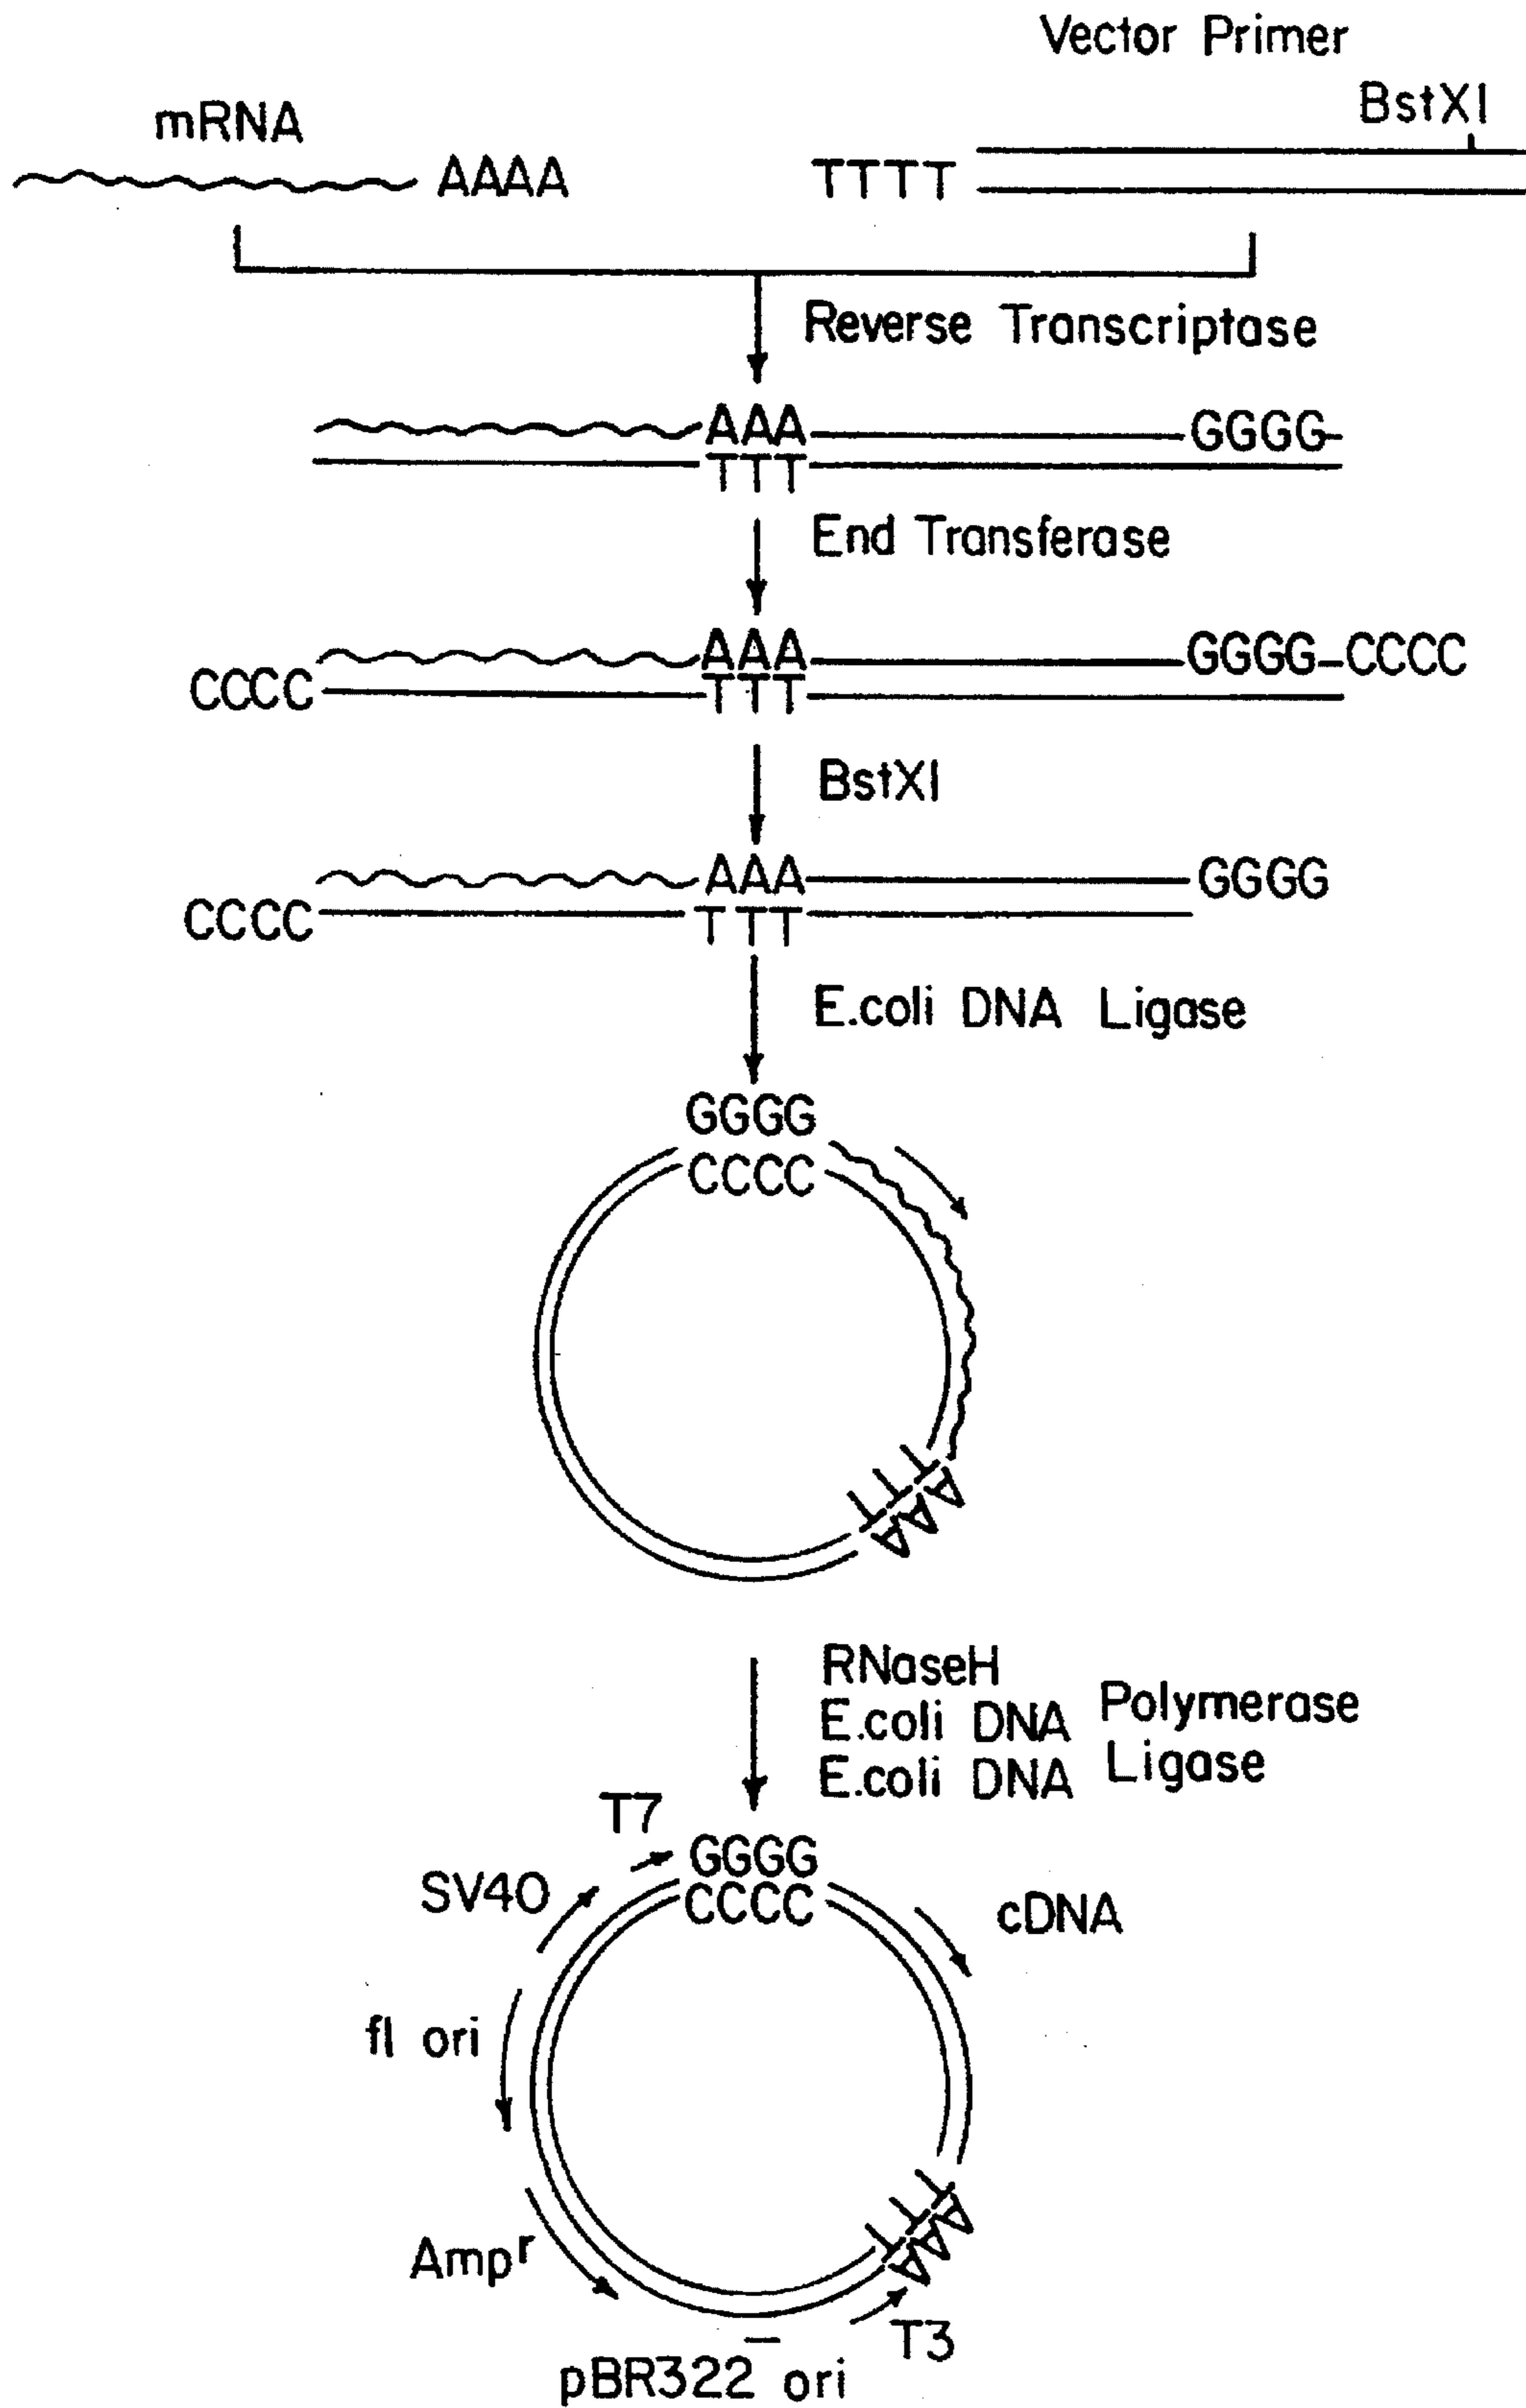 Vector Primer
BstXI
mRNA
AAAA
TTTT
Reverse Transcriptase
AAA GGGG
TTT
End Transferase
AAA GGGG-CCCC
CCCC TTT
BstXI
AAA GGGG
CCCC TTT
E.coli DNA Ligase
GGGG
CCCC
TTT
AAA
RNaseH
E.coli DNA Polymerase
E.coli DNA Ligase
T7
GGGG
SV40
CCCC
cDNA
fl ori
TTT
AAA
Ampr
T3
pBR322 ori